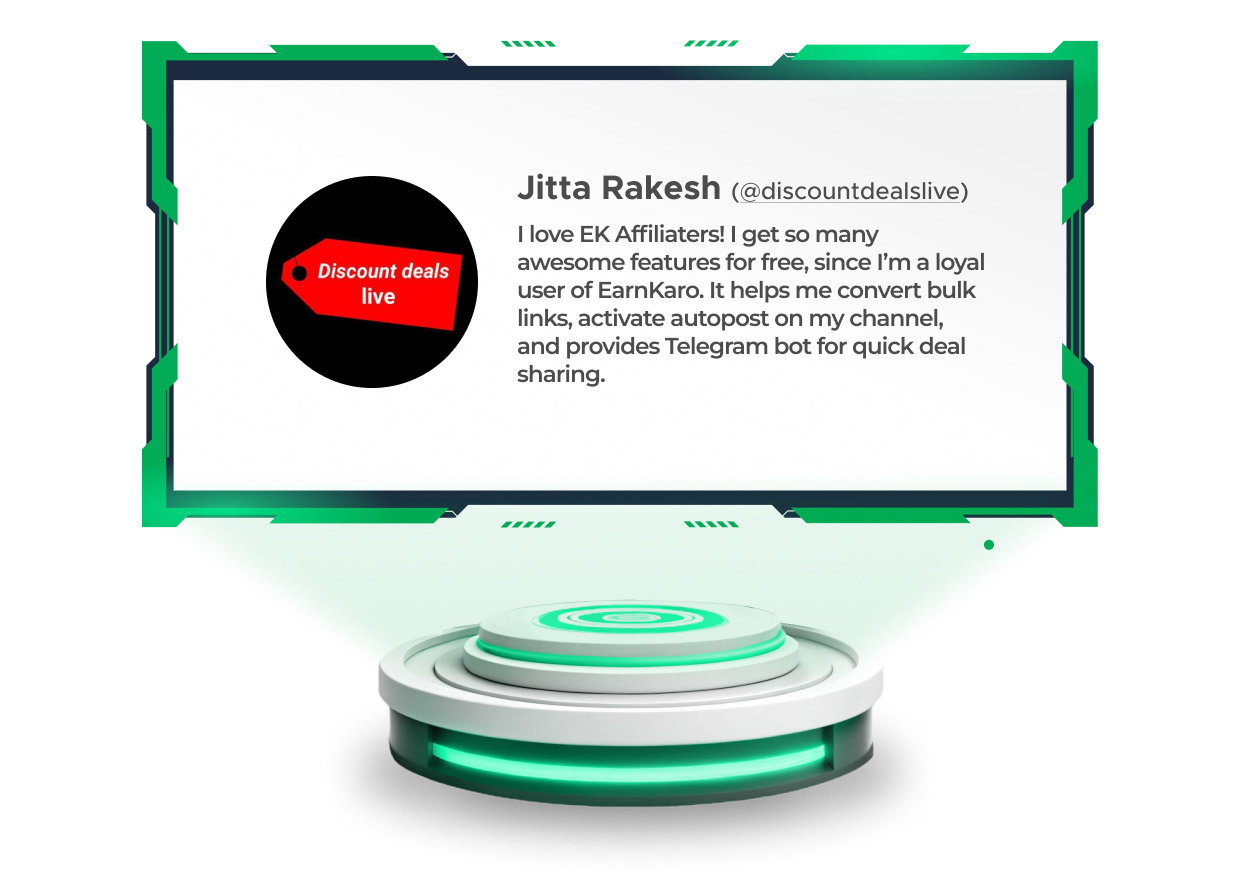 Jitta Rakesh (@discountdealslive)
Discount deals
live
I love EK Affiliaters! I get so many
awesome features for free, since I’m a loyal
user of EarnKaro. It helps me convert bulk
links, activate autopost on my channel,
and provides Telegram bot for quick deal
sharing.